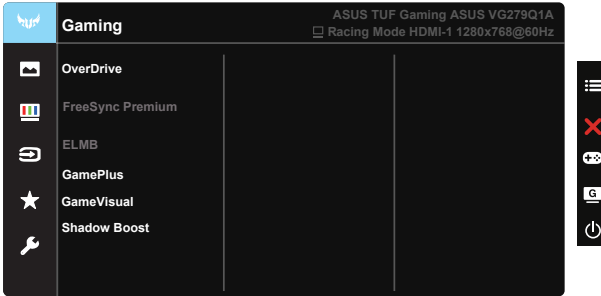 Gaming
ASUS TUF Gaming ASUS VG279Q1A
Racing Mode HDMI-1 1280x768@60Hz
OverDrive
FreeSync Premium
ELMB
GamePlus
GameVisual
Shadow Boost
G